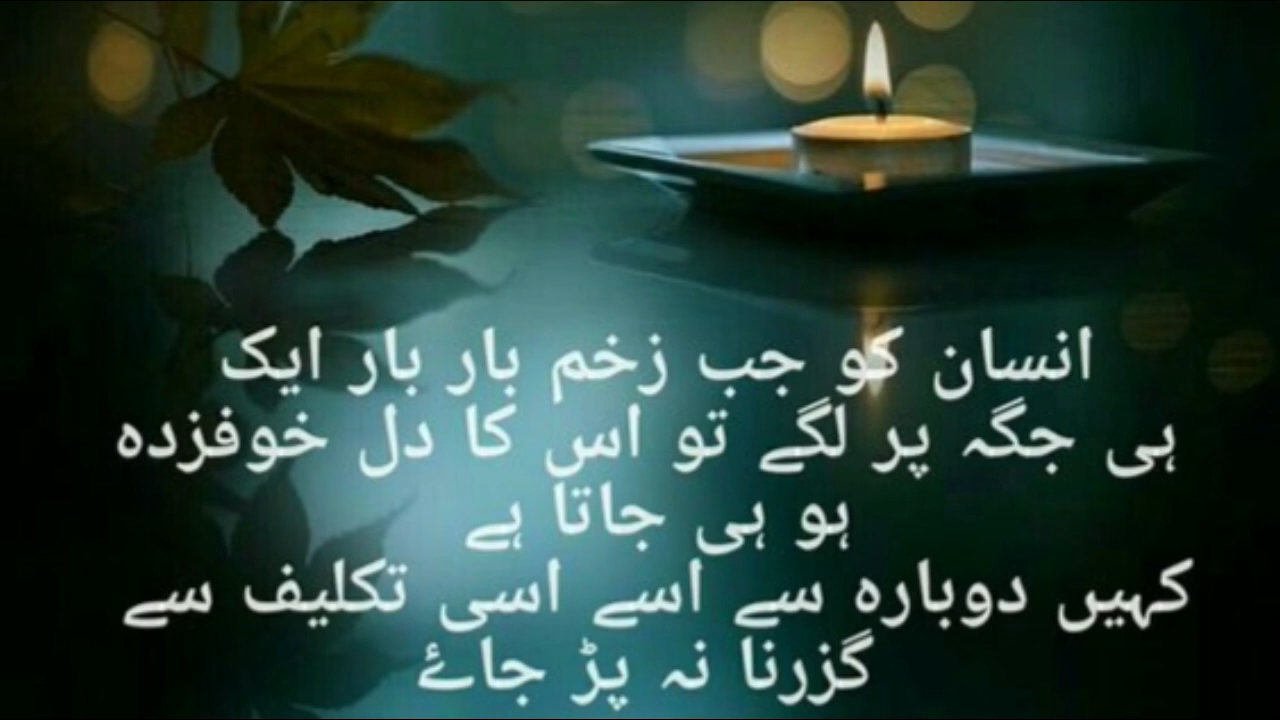 انسان کو جب زخم بار بار ایک
ہی جگہ پر لگے تو اس کا دل خوفزدہ
ہو ہی جاتا ہے
کہیں دوبارہ سے اسے اسی تکلیف سے
گزرنا نہ پڑ جاۓ